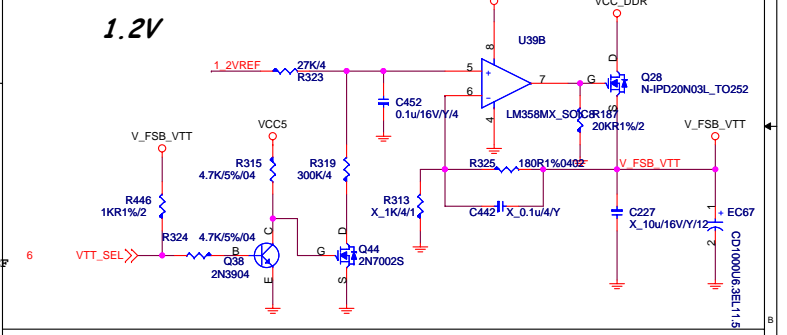 VCC_DDR
1.2V
U39B
8
D
1_2VREF
27K/4
R323
5
+
7
G
Q28
N-IPD20N03L_TO252
6
-
C452
0.1u/16V/Y/4
4
LM358MX_SOIC8
R187
20KR1%/2
S
V_FSB_VTT
VCC5
V_FSB_VTT
R315
4.7K/5%/04
R319
300K/4
R325
180R1%0402
V_FSB_VTT
R446
1KR1%/2
R313
X_1K/4/1
C442
X_0.1u/4/Y
C227
X_10u/16V/Y/12
1
+
EC67
2
CD1000U6.3EL11.5
R324
4.7K/5%/04
C
D
6
VTT_SEL
B
Q38
2N3904
G
Q44
2N7002S
E
S
B